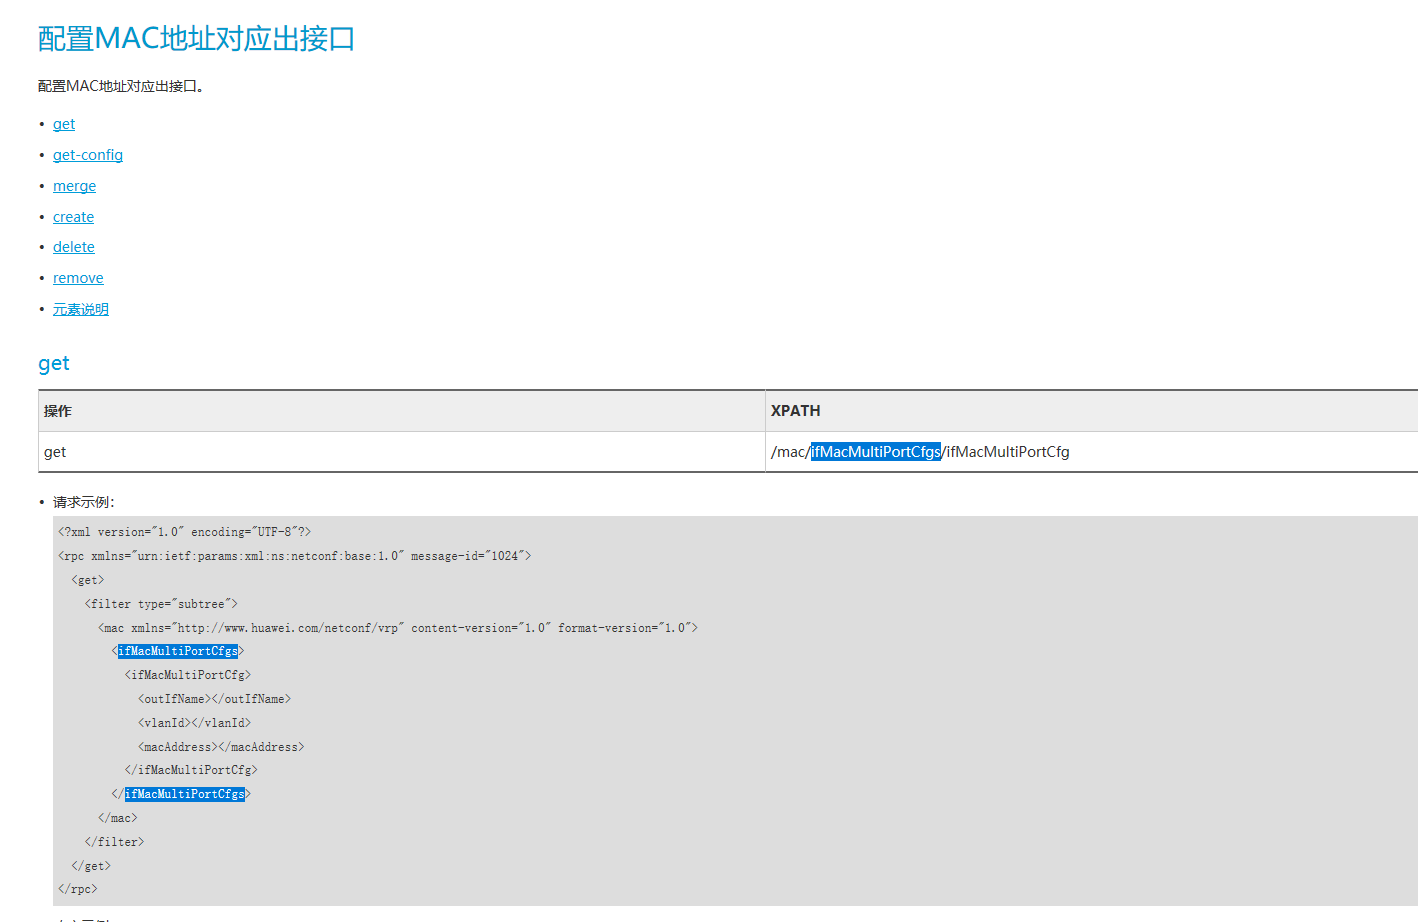 配置MAC地址对应出接口
配置MAC地址对应出接口。
• get
• get-config
• merge
• create
• delete
• remove
• 元素说明
get
操作 XPATH
get /mac/ifMacMultiPortCfgs/ifMacMultiPortCfg
• 请求示例：
<?xml version="1.0" encoding="UTF-8"?>
<rpc xmlns="urn:ietf:params:xml:ns:netconf:base:1.0" message-id="1024">
<get>
<filter type="subtree">
<mac xmlns="http://www.huawei.com/netconf/vrp" content-version="1.0" format-version="1.0">
<ifMacMultiPortCfgs>
<ifMacMultiPortCfg>
<outIfName></outIfName>
<vlanId></vlanId>
<macAddress></macAddress>
</ifMacMultiPortCfg>
</ifMacMultiPortCfgs>
</mac>
</filter>
</get>
</rpc>